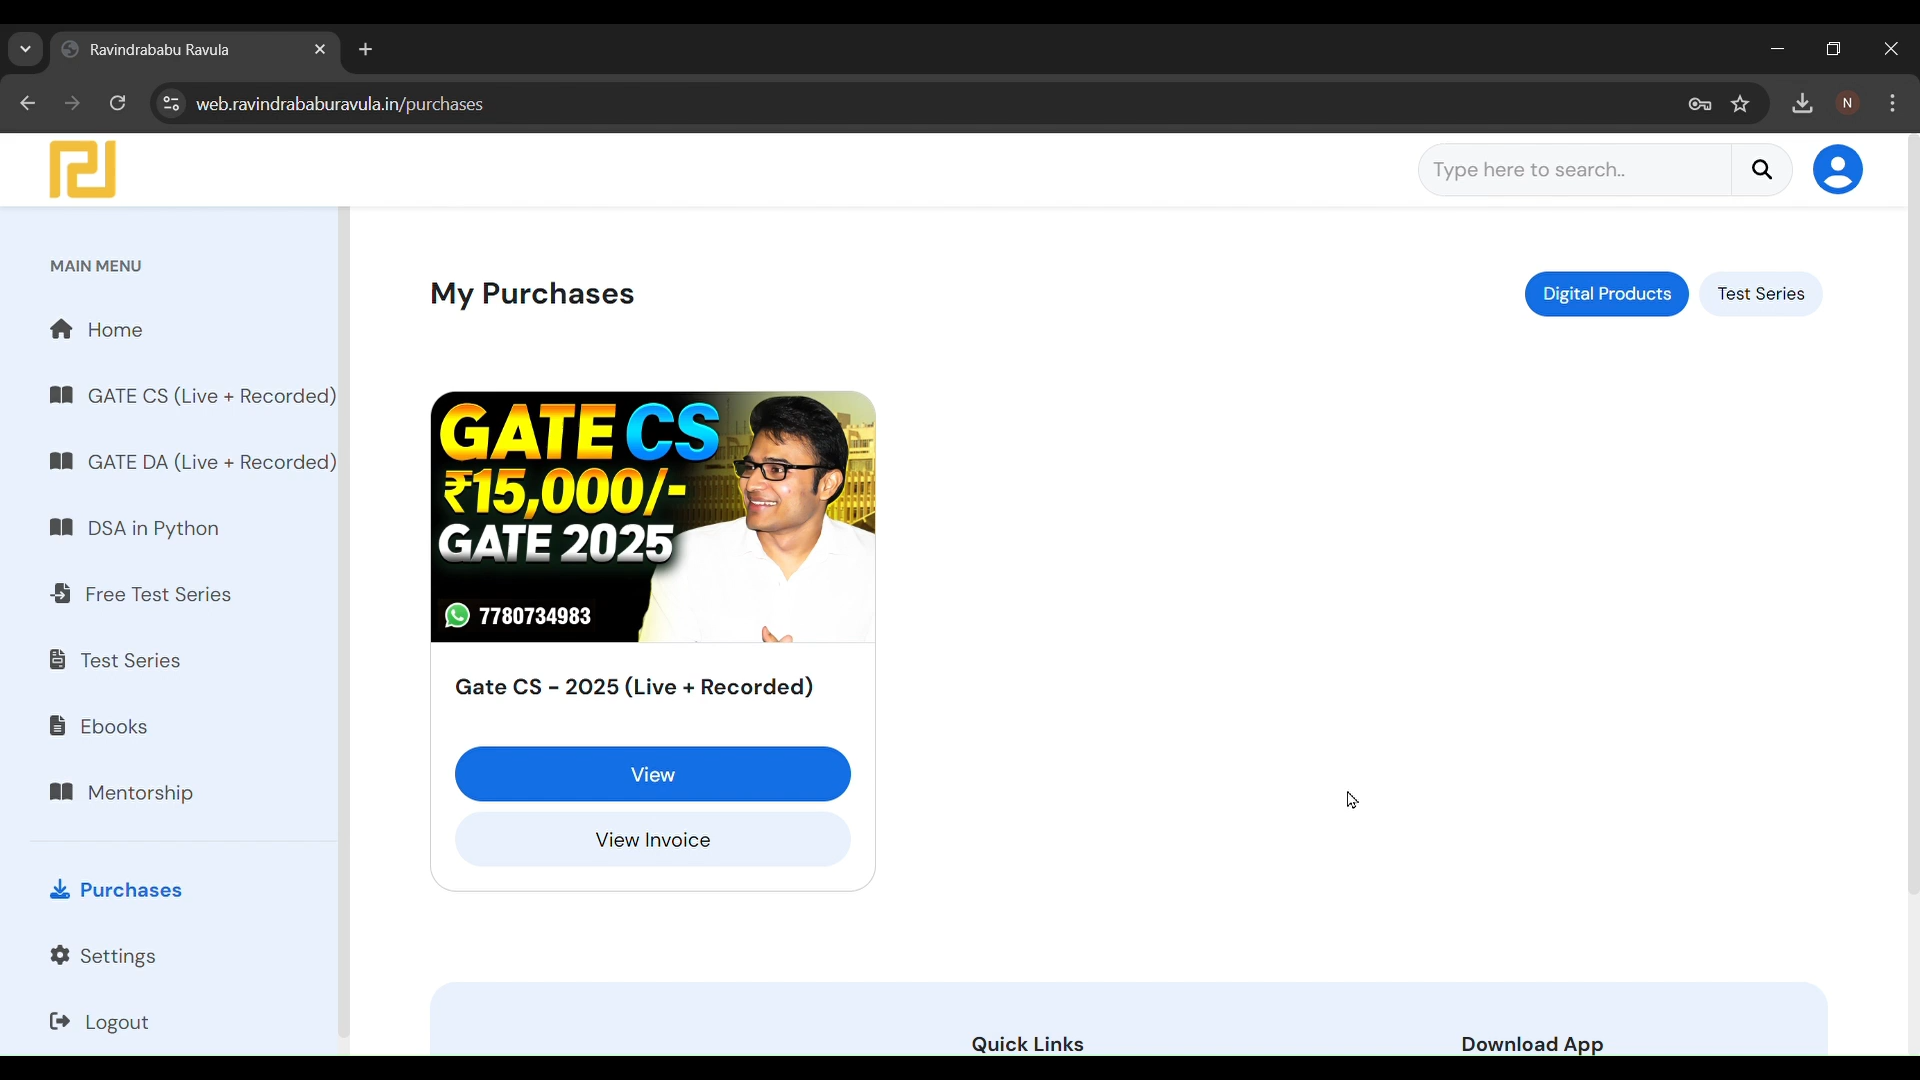 Ravindrababu Ravula
web.ravindrababuravula.in/purchases
N
Type here to search..
MAIN MENU
Home
GATE CS (Live + Recorded)
GATE DA (Live + Recorded)
DSA in Python
Free Test Series
Test Series
Ebooks
Mentorship
Purchases
Settings
Logout
My Purchases
Digital Products
Test Series
GATE CS
₹15,000/-
GATE 2025
7780734983
Gate CS - 2025 (Live + Recorded)
View
View Invoice
Quick Links
Download App